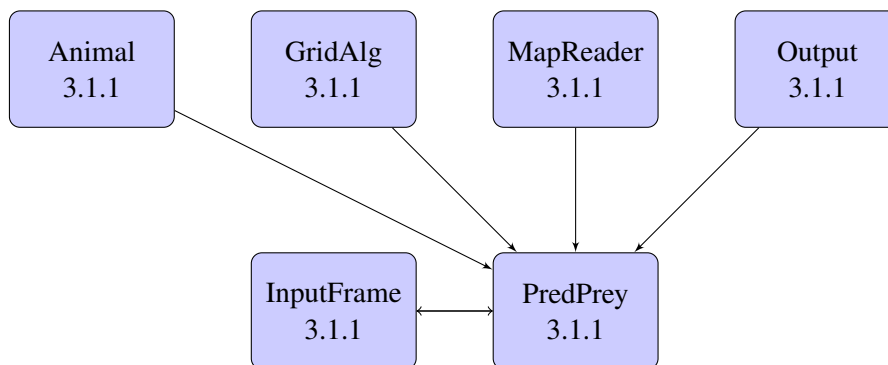 Animal
3.1.1
GridAlg
3.1.1
MapReader
3.1.1
Output
3.1.1
InputFrame
3.1.1
PredPrey
3.1.1